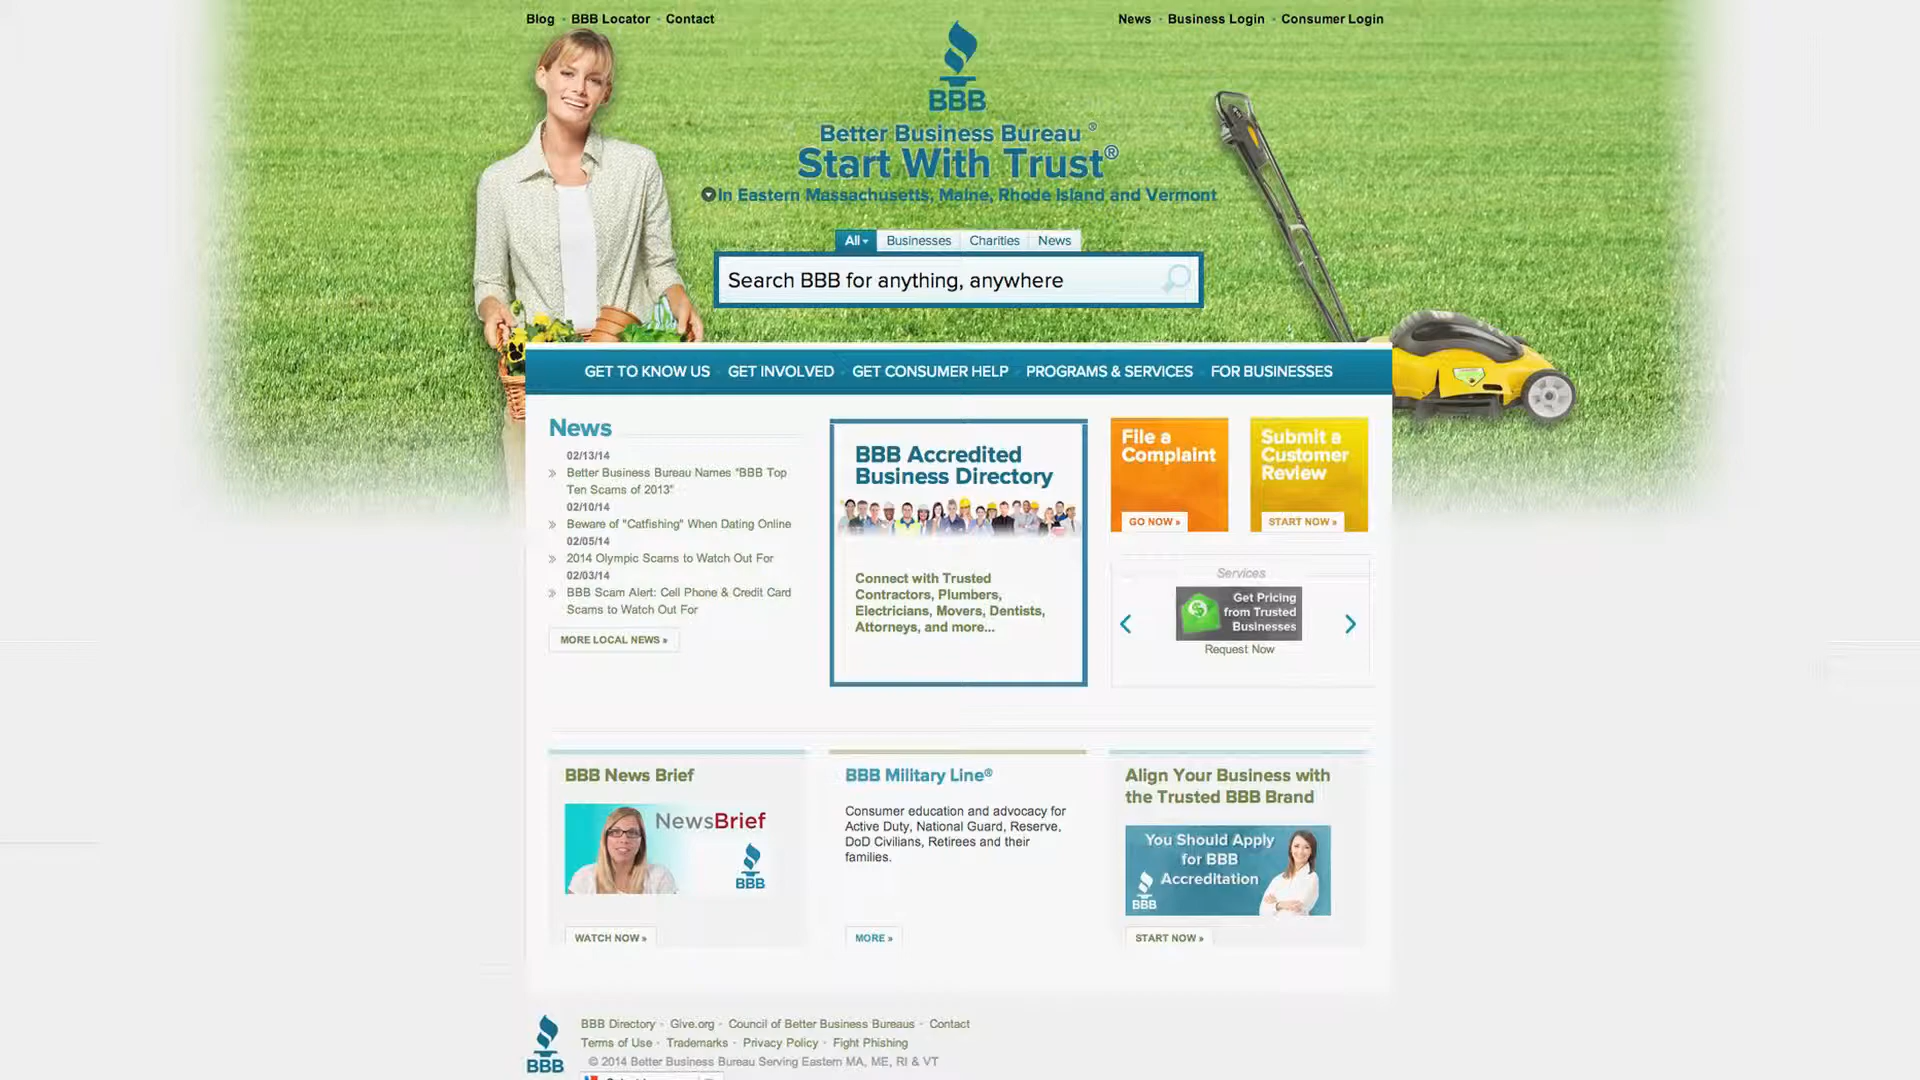 Blog · BBB Locator · Contact
News · Business Login · Consumer Login
BBB
Better Business Bureau ®
Start With Trust®
In Eastern Massachusetts, Maine, Rhode Island and Vermont
All Businesses Charities News
Search BBB for anything, anywhere
GET TO KNOW US GET INVOLVED GET CONSUMER HELP PROGRAMS & SERVICES FOR BUSINESSES
News
02/13/14
» Better Business Bureau Names "BBB Top
Ten Scams of 2013"
02/10/14
» Beware of "Catfishing" When Dating Online
02/05/14
» 2014 Olympic Scams to Watch Out For
02/03/14
» BBB Scam Alert: Cell Phone & Credit Card
Scams to Watch Out For
MORE LOCAL NEWS »
BBB Accredited
Business Directory
Connect with Trusted
Contractors, Plumbers,
Electricians, Movers, Dentists,
Attorneys, and more...
File a
Complaint
GO NOW »
Submit a
Customer
Review
START NOW »
Services
Get Pricing
from Trusted
Businesses
Request Now
BBB News Brief
NewsBrief
BBB
WATCH NOW »
BBB Military Line®
Consumer education and advocacy for
Active Duty, National Guard, Reserve,
DoD Civilians, Retirees and their
families.
MORE »
Align Your Business with
the Trusted BBB Brand
You Should Apply
for BBB
Accreditation
BBB
START NOW »
BBB
BBB Directory · Give.org · Council of Better Business Bureaus · Contact
Terms of Use · Trademarks · Privacy Policy · Fight Phishing
© 2014 Better Business Bureau Serving Eastern MA, ME, RI & VT